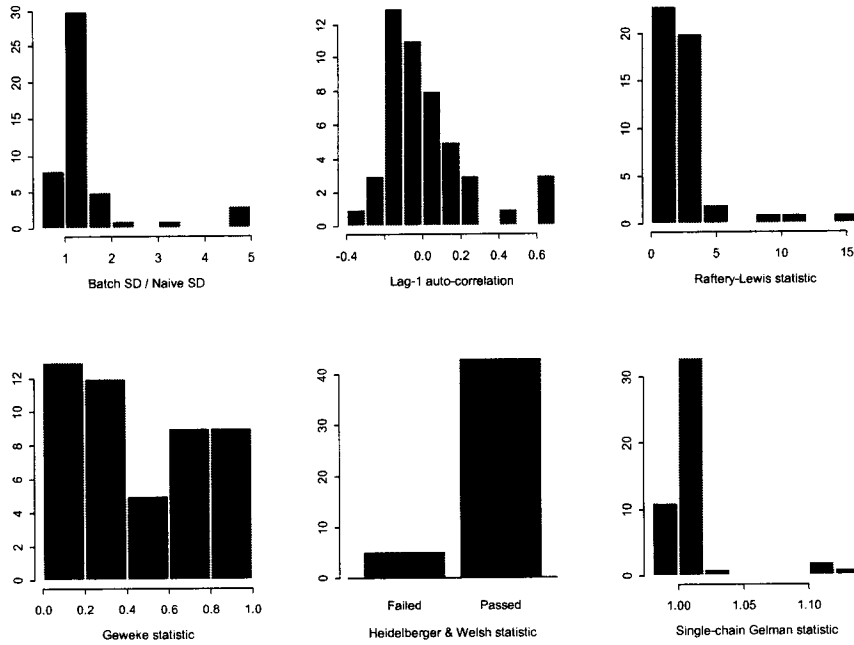 30
25
20
15
10
5
0
1 2 3 4 5
Batch SD / Naive SD
12
10
8
6
4
2
0
-0.4 0.0 0.2 0.4 0.6
Lag-1 auto-correlation
20
15
10
5
0
0 5 10 15
Raftery-Lewis statistic
12
10
8
6
4
2
0
0.0 0.2 0.4 0.6 0.8 1.0
Geweke statistic
40
30
20
10
0
Failed Passed
Heidelberger & Welsh statistic
30
20
10
0
1.00 1.05 1.10
Single-chain Gelman statistic